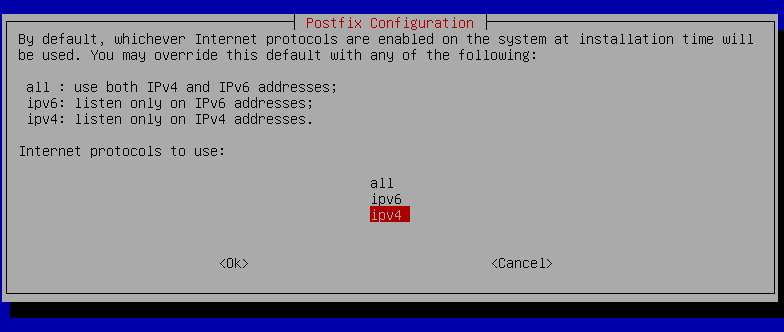 Postfix Configuration
By default, whichever Internet protocols are enabled on the system at installation time will
be used. You may override this default with any of the following:
all : use both IPv4 and IPv6 addresses;
ipv6: listen only on IPv6 addresses;
ipv4: listen only on IPv4 addresses.
Internet protocols to use:
all
ipv6
ipv4
<Ok> <Cancel>